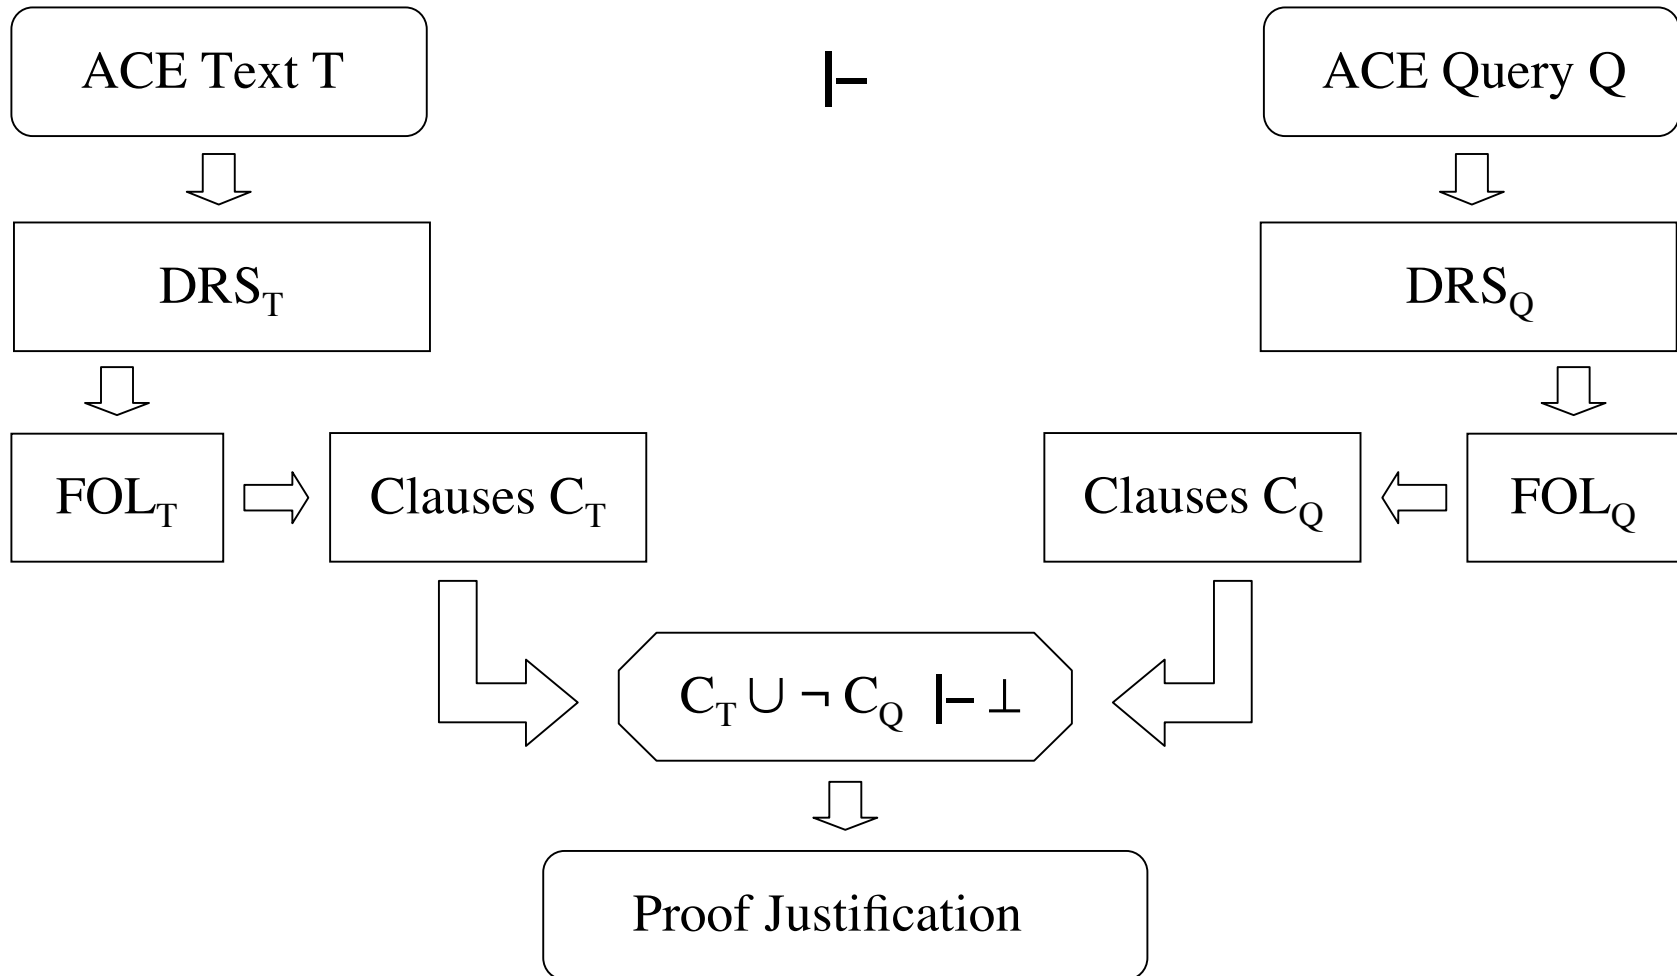 ACE Text T
⊢
ACE Query Q
DRS_T
DRS_Q
FOL_T
Clauses C_T
Clauses C_Q
FOL_Q
C_T ∪ ¬ C_Q ⊢ ⊥
Proof Justification